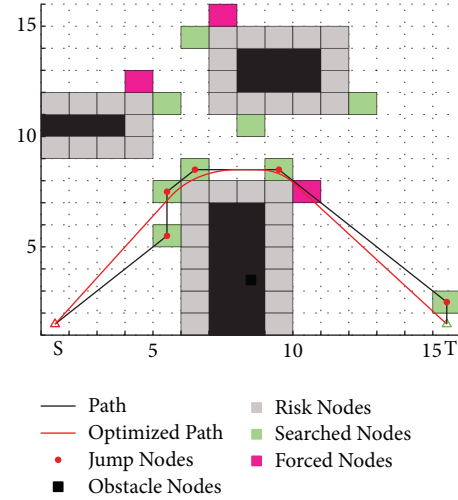 15
10
5
S 5 10 15 T
Path
Optimized Path
Jump Nodes
Obstacle Nodes
Risk Nodes
Searched Nodes
Forced Nodes